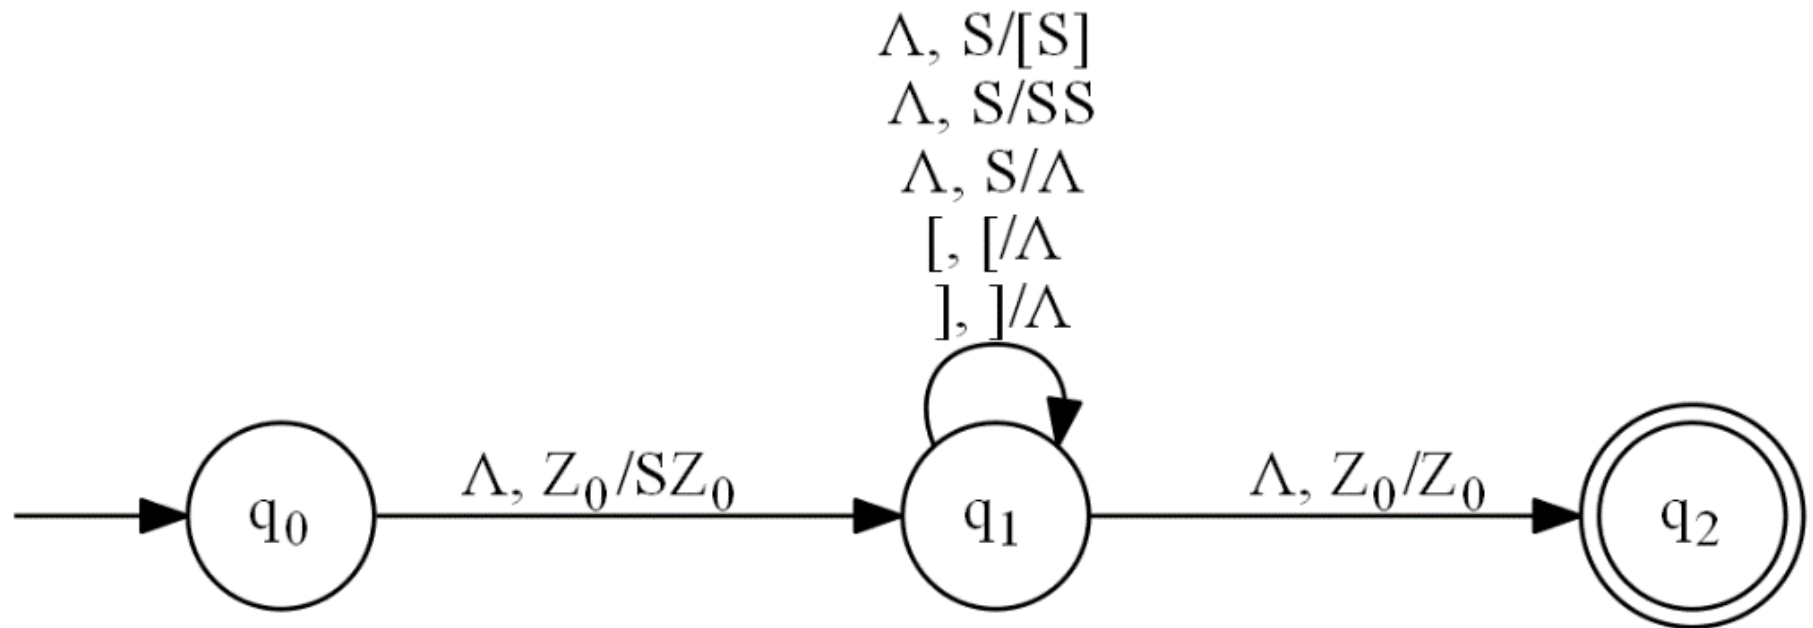 Λ, S/[S]
Λ, S/SS
Λ, S/Λ
[, [/Λ
], ]/Λ
Λ, Z₀/SZ₀
Λ, Z₀/Z₀
q₀
q₁
q₂